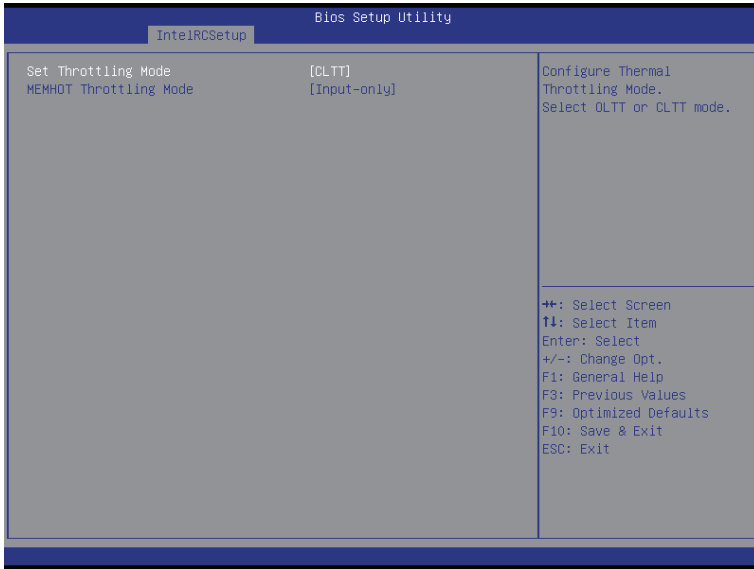 Bios Setup Utility
IntelRCSetup
Set Throttling Mode [CLTT]
MEMHOT Throttling Mode [Input-only]
Configure Thermal
Throttling Mode.
Select OLTT or CLTT mode.
→←: Select Screen
↑↓: Select Item
Enter: Select
+/-: Change Opt.
F1: General Help
F3: Previous Values
F9: Optimized Defaults
F10: Save & Exit
ESC: Exit